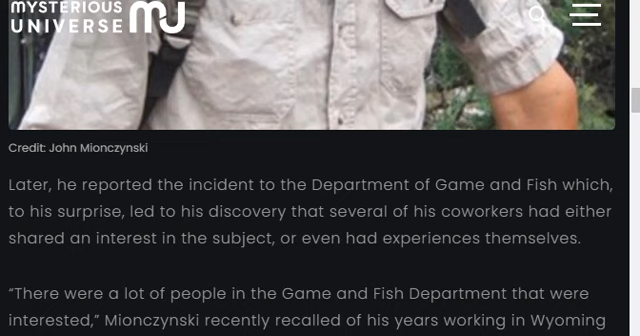 MYSTERIOUS
UNIVERSE
MU
Credit: John Mionczynski
Later, he reported the incident to the Department of Game and Fish which,
to his surprise, led to his discovery that several of his coworkers had either
shared an interest in the subject, or even had experiences themselves.
“There were a lot of people in the Game and Fish Department that were
interested,” Mionczynski recently recalled of his years working in Wyoming